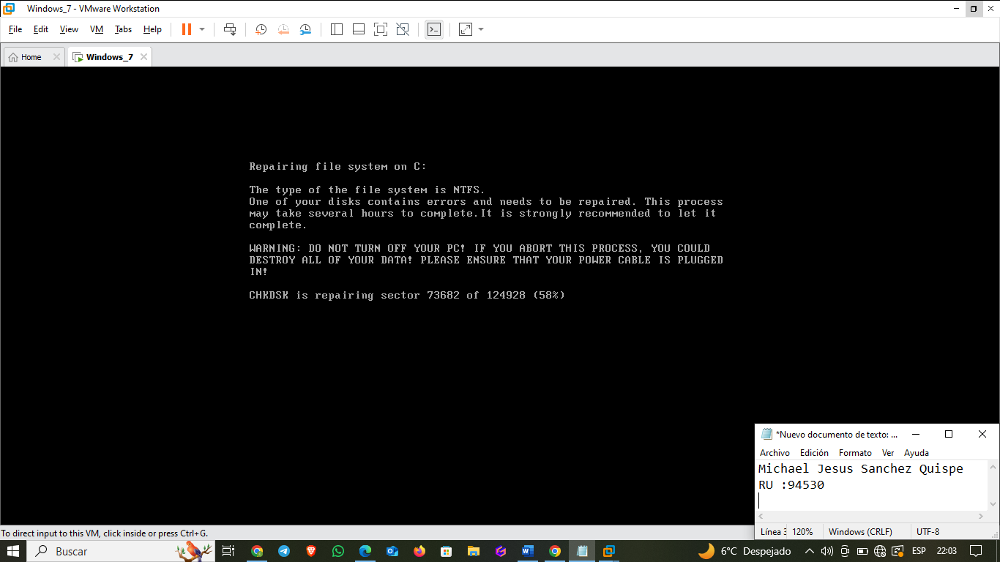 Windows_7 - VMware Workstation
File Edit View VM Tabs Help
Home Windows_7
Repairing file system on C:
The type of the file system is NTFS.
One of your disks contains errors and needs to be repaired. This process
may take several hours to complete.It is strongly recommended to let it
complete.
WARNING: DO NOT TURN OFF YOUR PC! IF YOU ABORT THIS PROCESS, YOU COULD
DESTROY ALL OF YOUR DATA! PLEASE ENSURE THAT YOUR POWER CABLE IS PLUGGED
IN!
CHKDSK is repairing sector 73682 of 124928 (58%)
*Nuevo documento de texto: ...
Archivo Edición Formato Ver Ayuda
Michael Jesus Sanchez Quispe
RU :94530
Línea 3 120% Windows (CRLF) UTF-8
To direct input to this VM, click inside or press Ctrl+G.
Buscar 6°C Despejado ESP 22:03